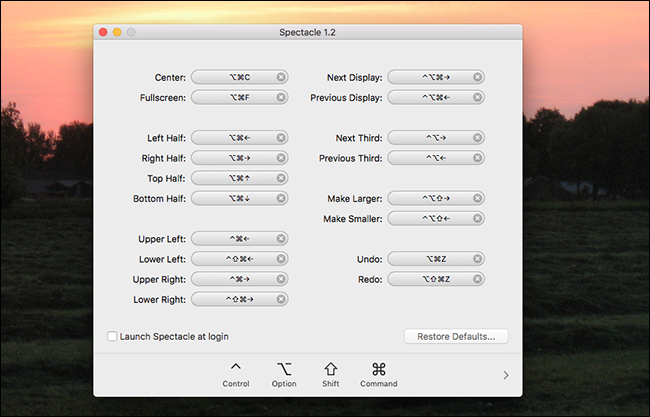 Spectacle 1.2
Center: ⌥⌘C
Fullscreen: ⌥⌘F
Left Half: ⌥⌘←
Right Half: ⌥⌘→
Top Half: ⌥⌘↑
Bottom Half: ⌥⌘↓
Upper Left: ^⌘←
Lower Left: ^⇧⌘←
Upper Right: ^⌘→
Lower Right: ^⇧⌘→
Next Display: ^⌥⌘→
Previous Display: ^⌥⌘←
Next Third: ^⌥→
Previous Third: ^⌥←
Make Larger: ^⌥⇧→
Make Smaller: ^⌥⇧←
Undo: ⌥⌘Z
Redo: ⌥⇧⌘Z
Launch Spectacle at login
Restore Defaults...
^ ⌥ ⇧ ⌘
Control Option Shift Command